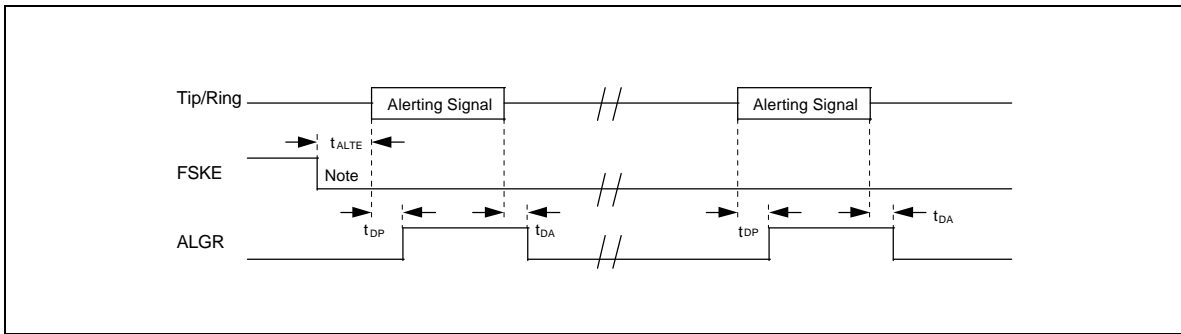 Tip/Ring
Alerting Signal
Alerting Signal
tALTE
FSKE
Note
tDP
tDA
tDP
tDA
ALGR